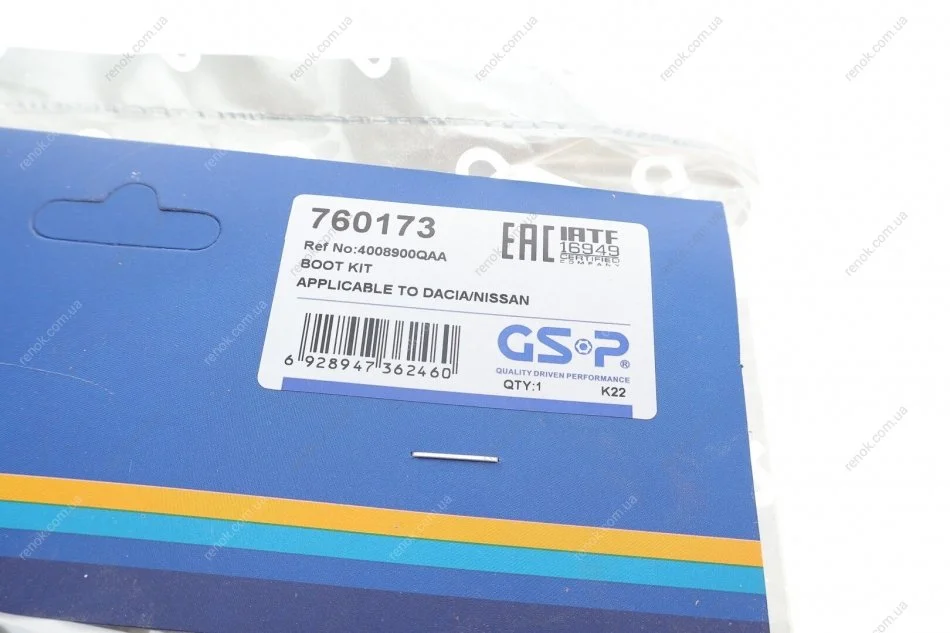 760173
Ref No:4008900QAA
BOOT KIT
APPLICABLE TO DACIA/NISSAN
EAC
IATF
16949
CERTIFIED
COMPANY
6 928947 362460
GSP®
QUALITY DRIVEN PERFORMANCE
QTY:1
K22
renok.com.ua